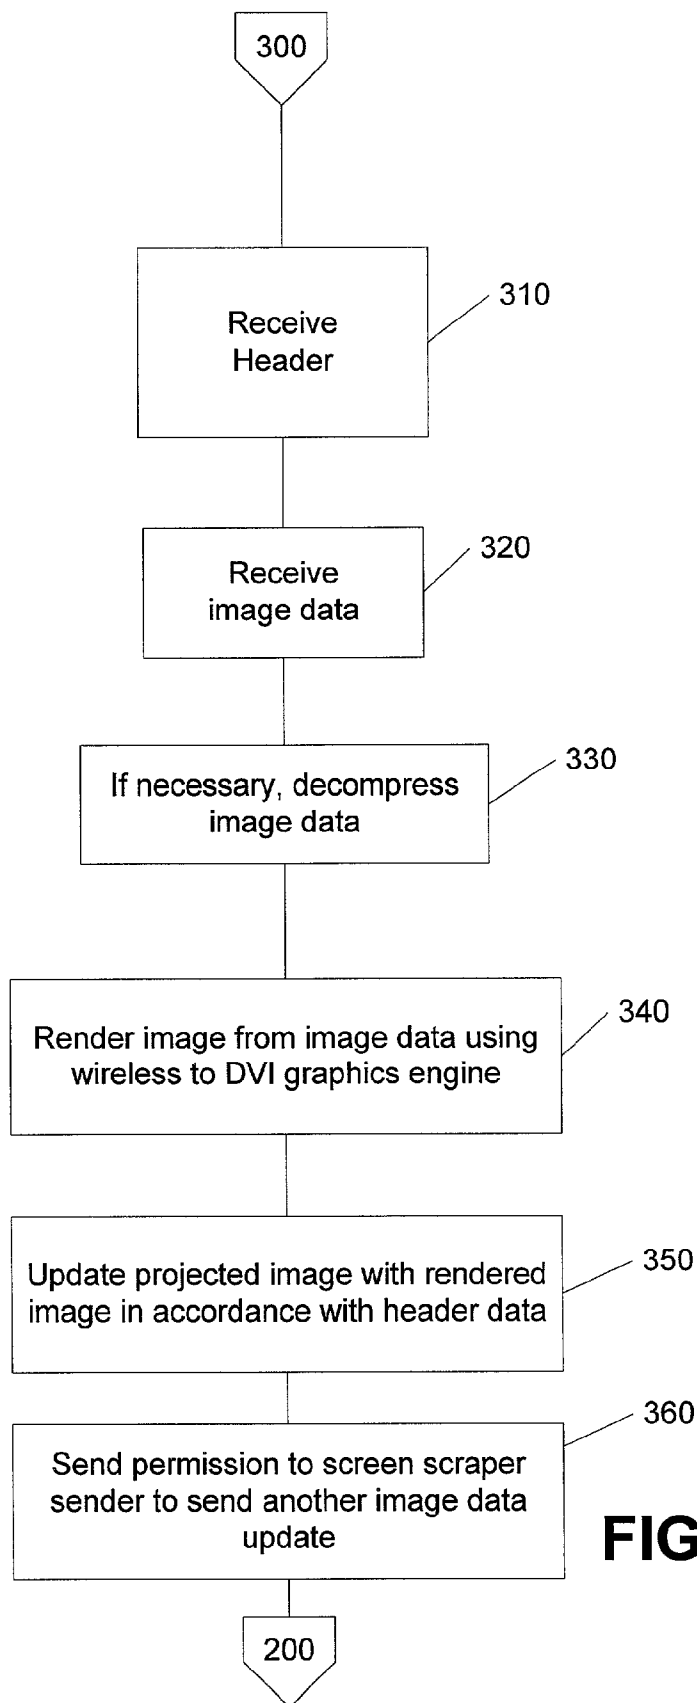 300
Receive
Header
310
Receive
image data
320
If necessary, decompress
image data
330
Render image from image data using
wireless to DVI graphics engine
340
Update projected image with rendered
image in accordance with header data
350
Send permission to screen scraper
sender to send another image data
update
360
FIG
200